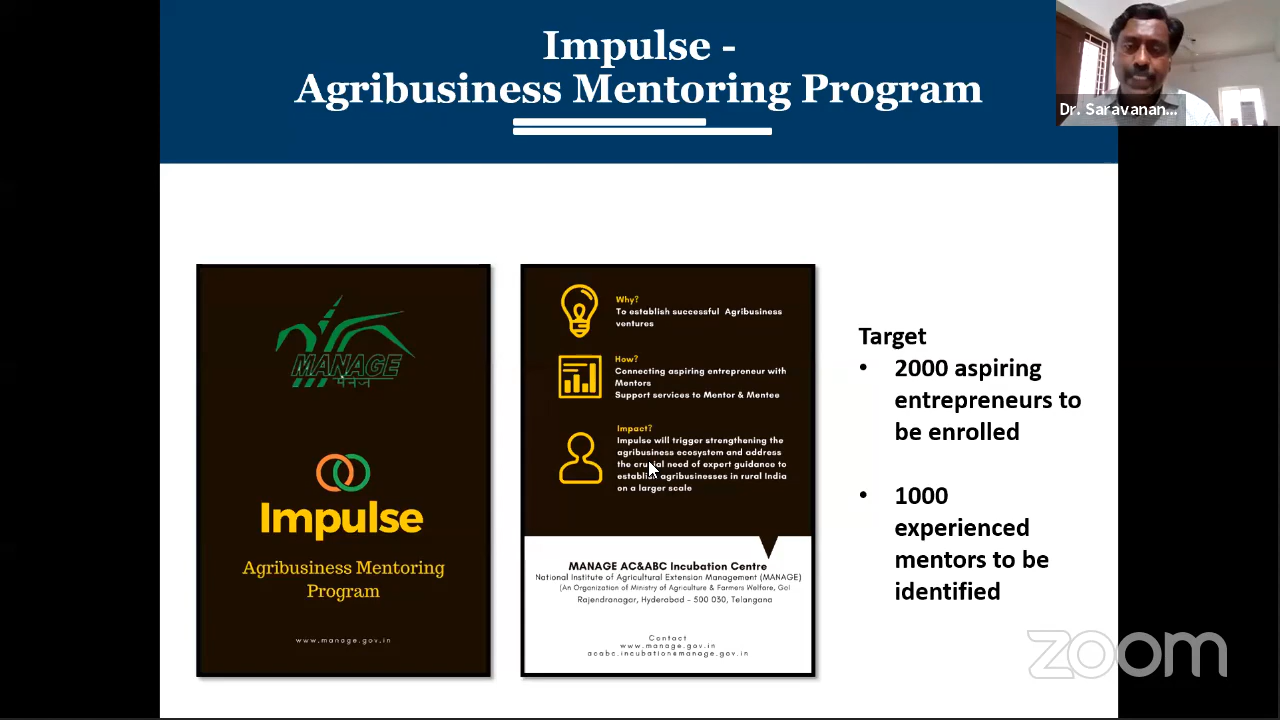 Impulse -
Agribusiness Mentoring Program
Dr. Saravanan...
MANAGE
मैनेज
Impulse
Agribusiness Mentoring
Program
www.manage.gov.in
Why?
To establish successful Agribusiness
ventures
How?
Connecting aspiring entrepreneur with
Mentors
Support services to Mentor & Mentee
Impact?
Impulse will trigger strengthening the
agribusiness ecosystem and address
the crucial need of expert guidance to
establish agribusinesses in rural India
on a larger scale
MANAGE AC&ABC Incubation Centre
National Institute of Agricultural Extension Management (MANAGE)
(An Organization of Ministry of Agriculture & Farmers Welfare, GoI
Rajendranagar, Hyderabad - 500 030, Telangana
Contact
www.manage.gov.in
acabc.incubation@manage.gov.in
Target
• 2000 aspiring
entrepreneurs to
be enrolled
• 1000
experienced
mentors to be
identified
zoom